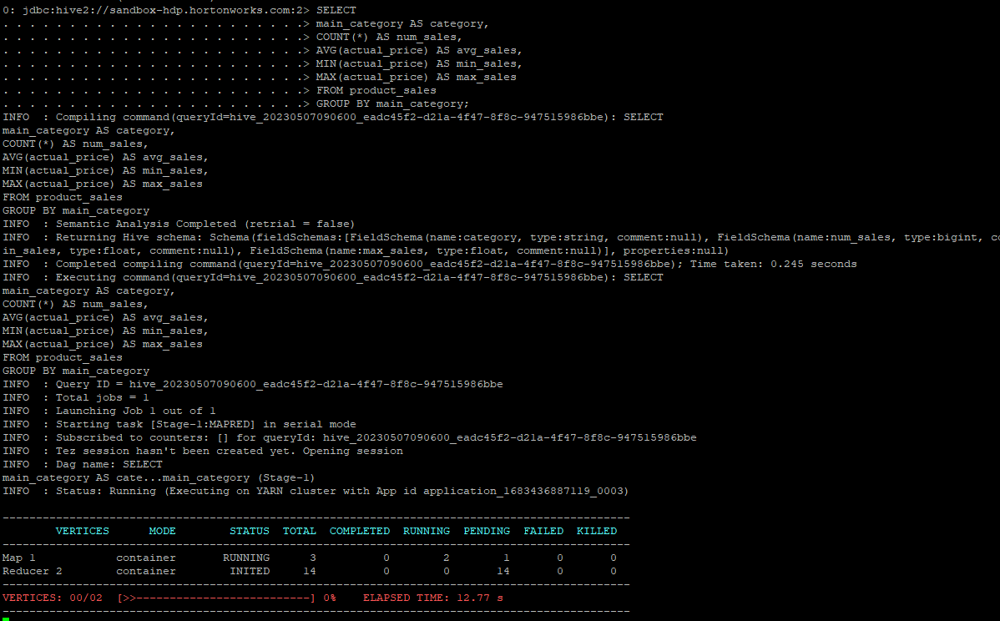 0: jdbc:hive2://sandbox-hdp.hortonworks.com:2> SELECT
. . . . . . . . . . . . . . . . . . . . . . .> main_category AS category,
. . . . . . . . . . . . . . . . . . . . . . .> COUNT(*) AS num_sales,
. . . . . . . . . . . . . . . . . . . . . . .> AVG(actual_price) AS avg_sales,
. . . . . . . . . . . . . . . . . . . . . . .> MIN(actual_price) AS min_sales,
. . . . . . . . . . . . . . . . . . . . . . .> MAX(actual_price) AS max_sales
. . . . . . . . . . . . . . . . . . . . . . .> FROM product_sales
. . . . . . . . . . . . . . . . . . . . . . .> GROUP BY main_category;
INFO  : Compiling command(queryId=hive_20230507090600_eadc45f2-d21a-4f47-8f8c-947515986bbe): SELECT
main_category AS category,
COUNT(*) AS num_sales,
AVG(actual_price) AS avg_sales,
MIN(actual_price) AS min_sales,
MAX(actual_price) AS max_sales
FROM product_sales
GROUP BY main_category
INFO  : Semantic Analysis Completed (retrial = false)
INFO  : Returning Hive schema: Schema(fieldSchemas:[FieldSchema(name:category, type:string, comment:null), FieldSchema(name:num_sales, type:bigint, co
in_sales, type:float, comment:null), FieldSchema(name:max_sales, type:float, comment:null)], properties:null)
INFO  : Completed compiling command(queryId=hive_20230507090600_eadc45f2-d21a-4f47-8f8c-947515986bbe); Time taken: 0.245 seconds
INFO  : Executing command(queryId=hive_20230507090600_eadc45f2-d21a-4f47-8f8c-947515986bbe): SELECT
main_category AS category,
COUNT(*) AS num_sales,
AVG(actual_price) AS avg_sales,
MIN(actual_price) AS min_sales,
MAX(actual_price) AS max_sales
FROM product_sales
GROUP BY main_category
INFO  : Query ID = hive_20230507090600_eadc45f2-d21a-4f47-8f8c-947515986bbe
INFO  : Total jobs = 1
INFO  : Launching Job 1 out of 1
INFO  : Starting task [Stage-1:MAPRED] in serial mode
INFO  : Subscribed to counters: [] for queryId: hive_20230507090600_eadc45f2-d21a-4f47-8f8c-947515986bbe
INFO  : Tez session hasn't been created yet. Opening session
INFO  : Dag name: SELECT
main_category AS cate...main_category (Stage-1)
INFO  : Status: Running (Executing on YARN cluster with App id application_1683436887119_0003)
----------------------------------------------------------------------------------------------
        VERTICES      MODE        STATUS  TOTAL  COMPLETED  RUNNING  PENDING  FAILED  KILLED
----------------------------------------------------------------------------------------------
Map 1            container       RUNNING      3          0        2        1       0       0
Reducer 2        container        INITED     14          0        0       14       0       0
----------------------------------------------------------------------------------------------
VERTICES: 00/02  [>>--------------------------] 0%    ELAPSED TIME: 12.77 s
----------------------------------------------------------------------------------------------